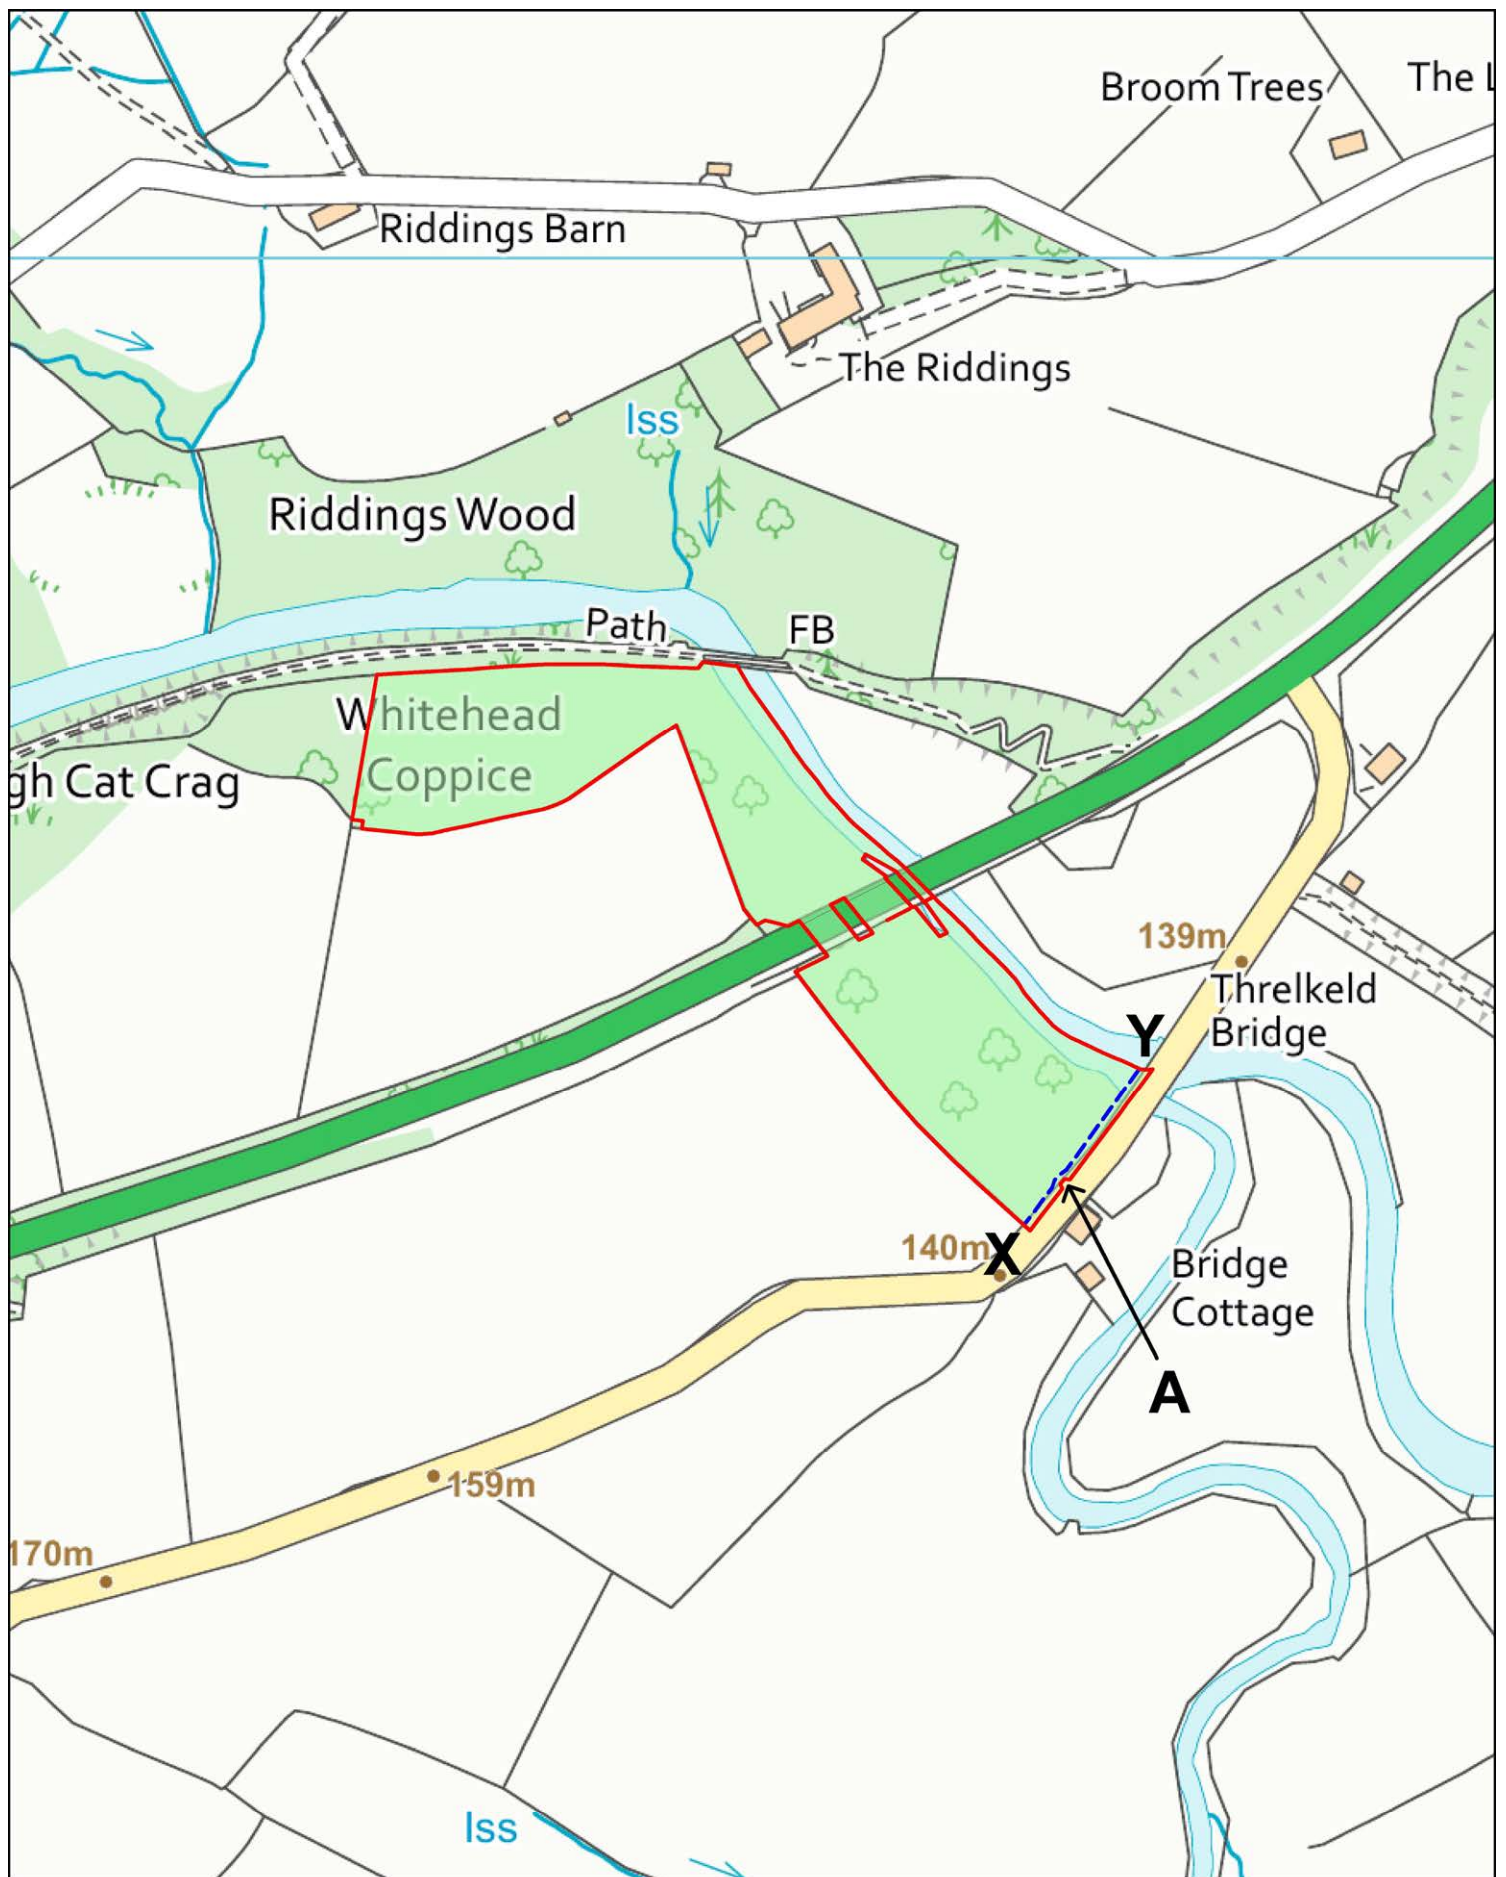 Broom Trees
The L
Riddings Barn
The Riddings
Iss
Riddings Wood
Path
FB
Whitehead
Coppice
gh Cat Crag
139m
Threlkeld
Bridge
Y
140m
X
Bridge
Cottage
A
159m
170m
Iss